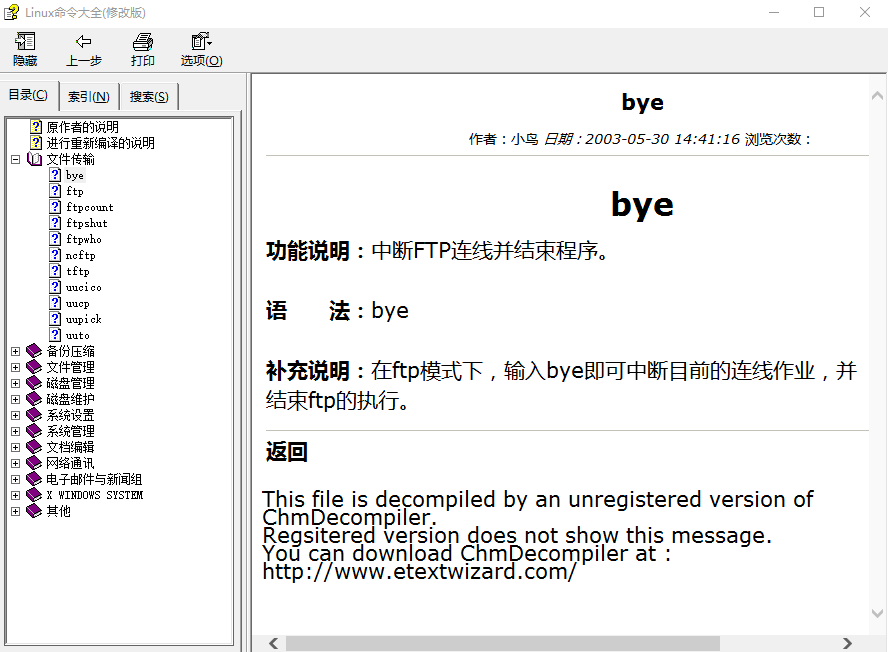 Linux命令大全(修改版)
隐藏 上一步 打印 选项(O)
目录(C) 索引(N) 搜索(S)
原作者的说明
进行重新编译的说明
文件传输
bye
ftp
ftpcount
ftpshut
ftpwho
ncftp
tftp
uucico
uucp
uupick
uuto
备份压缩
文件管理
磁盘管理
磁盘维护
系统设置
系统管理
文档编辑
网络通讯
电子邮件与新闻组
X WINDOWS SYSTEM
其他
bye
作者：小鸟 日期：2003-05-30 14:41:16 浏览次数：
bye
功能说明：中断FTP连线并结束程序。
语　　法：bye
补充说明：在ftp模式下，输入bye即可中断目前的连线作业，并
结束ftp的执行。
返回
This file is decompiled by an unregistered version of
ChmDecompiler.
Regsitered version does not show this message.
You can download ChmDecompiler at :
http://www.etextwizard.com/